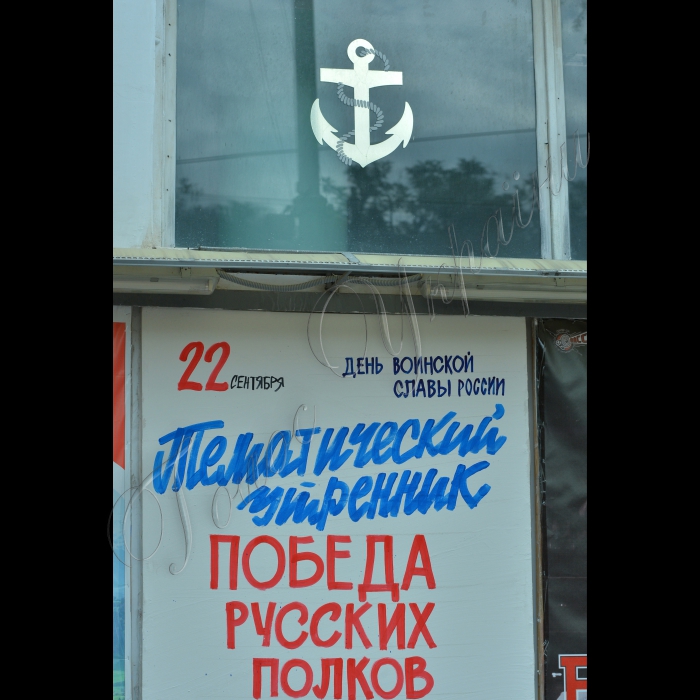 22 СЕНТЯБРЯ
ДЕНЬ ВОИНСКОЙ
СЛАВЫ РОССИИ
Тематический
утренник
ПОБЕДА
РУССКИХ
ПОЛКОВ